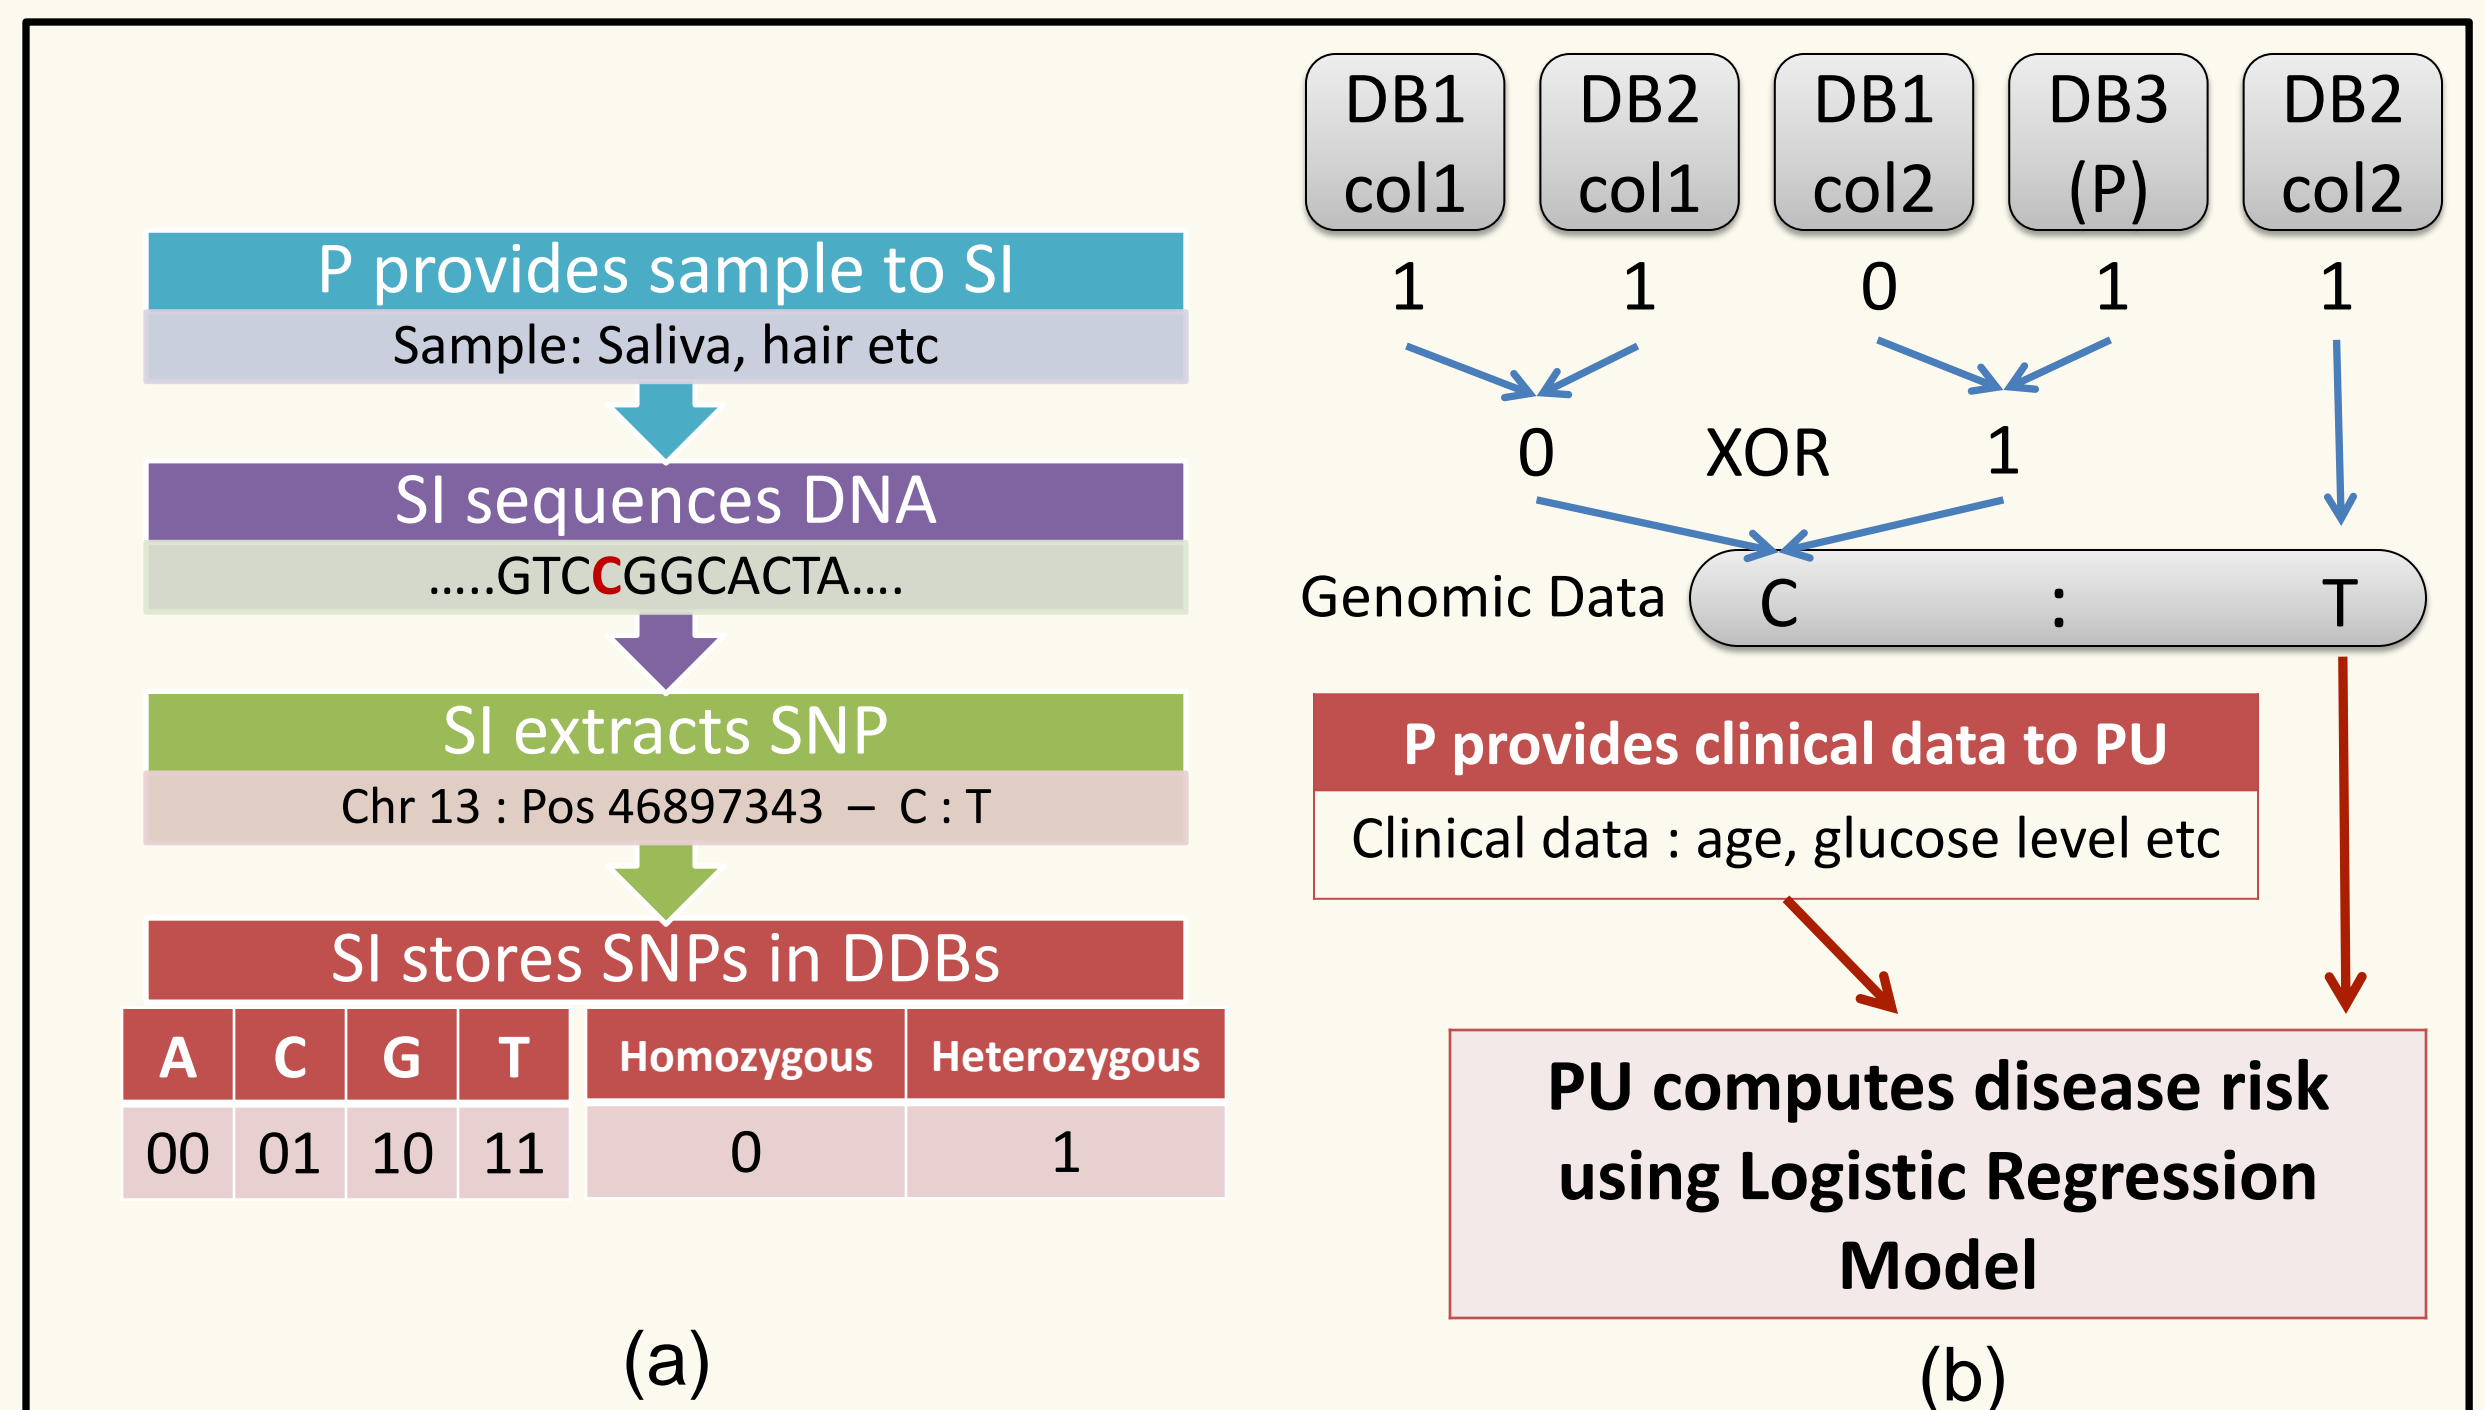 P provides sample to SI
Sample: Saliva, hair etc
SI sequences DNA
.....GTCCGGCACTA....
SI extracts SNP
Chr 13 : Pos 46897343 – C : T
SI stores SNPs in DDBs
A C G T Homozygous Heterozygous
00 01 10 11 0 1
(a)
DB1 DB2 DB1 DB3 DB2
col1 col1 col2 (P) col2
1 1 0 1 1
0 XOR 1
Genomic Data C : T
P provides clinical data to PU
Clinical data : age, glucose level etc
PU computes disease risk
using Logistic Regression
Model
(b)